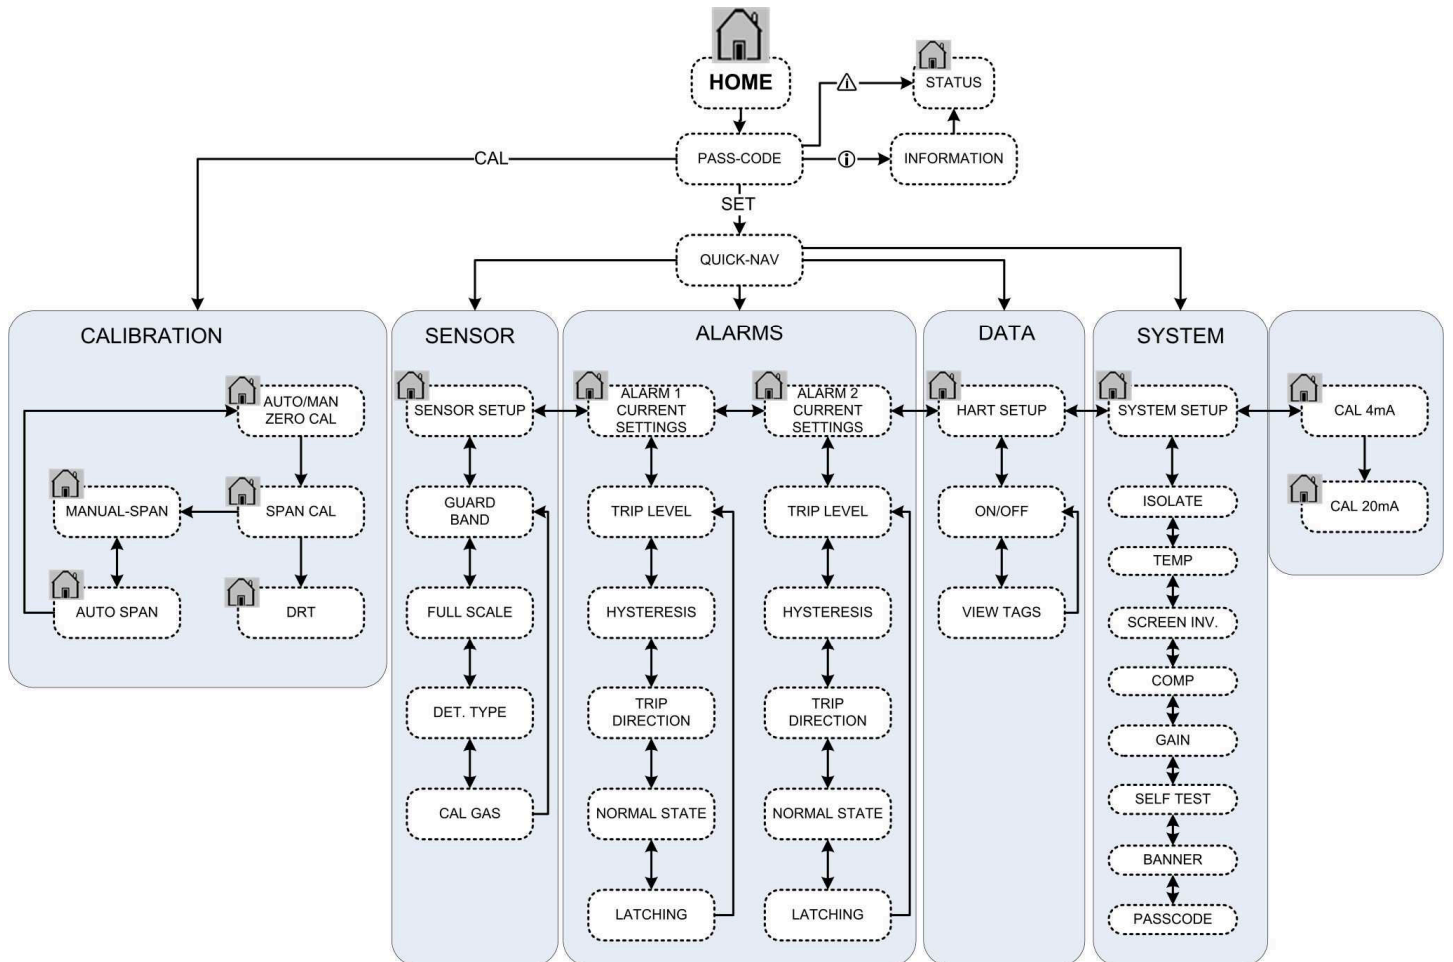 HOME
STATUS
PASS-CODE
INFORMATION
CAL
SET
QUICK-NAV
CALIBRATION
AUTO/MAN
ZERO CAL
MANUAL-SPAN
SPAN CAL
AUTO SPAN
DRT
SENSOR
SENSOR SETUP
GUARD
BAND
FULL SCALE
DET. TYPE
CAL GAS
ALARMS
ALARM 1
CURRENT
SETTINGS
TRIP LEVEL
HYSTERESIS
TRIP
DIRECTION
NORMAL STATE
LATCHING
ALARM 2
CURRENT
SETTINGS
TRIP LEVEL
HYSTERESIS
TRIP
DIRECTION
NORMAL STATE
LATCHING
DATA
HART SETUP
ON/OFF
VIEW TAGS
SYSTEM
SYSTEM SETUP
ISOLATE
TEMP
SCREEN INV.
COMP
GAIN
SELF TEST
BANNER
PASSCODE
CAL 4mA
CAL 20mA